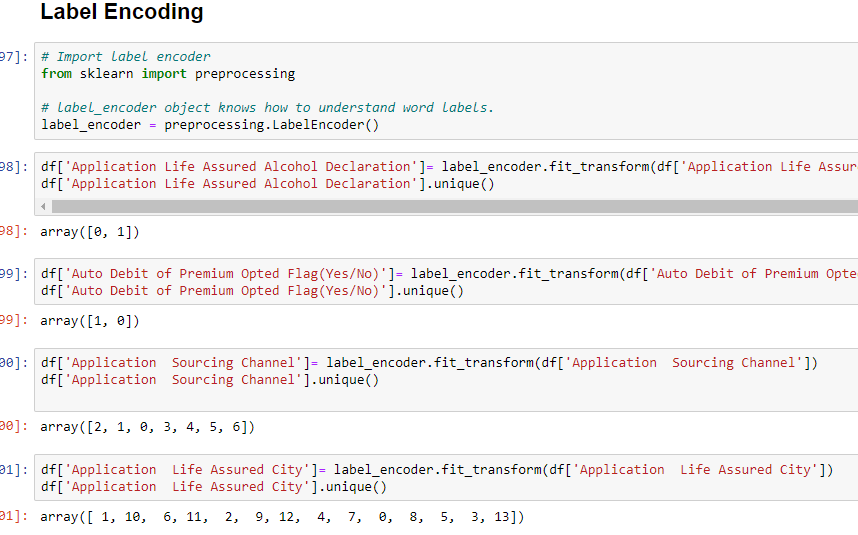 Label Encoding
97]:
# Import label encoder
from sklearn import preprocessing
# label_encoder object knows how to understand word labels.
label_encoder = preprocessing.LabelEncoder()
98]:
df['Application Life Assured Alcohol Declaration']= label_encoder.fit_transform(df['Application Life Assur
df['Application Life Assured Alcohol Declaration'].unique()
98]: array([0, 1])
99]:
df['Auto Debit of Premium Opted Flag(Yes/No)']= label_encoder.fit_transform(df['Auto Debit of Premium Opte
df['Auto Debit of Premium Opted Flag(Yes/No)'].unique()
99]: array([1, 0])
00]:
df['Application  Sourcing Channel']= label_encoder.fit_transform(df['Application  Sourcing Channel'])
df['Application  Sourcing Channel'].unique()
00]: array([2, 1, 0, 3, 4, 5, 6])
01]:
df['Application  Life Assured City']= label_encoder.fit_transform(df['Application  Life Assured City'])
df['Application  Life Assured City'].unique()
01]: array([ 1, 10,  6, 11,  2,  9, 12,  4,  7,  0,  8,  5,  3, 13])